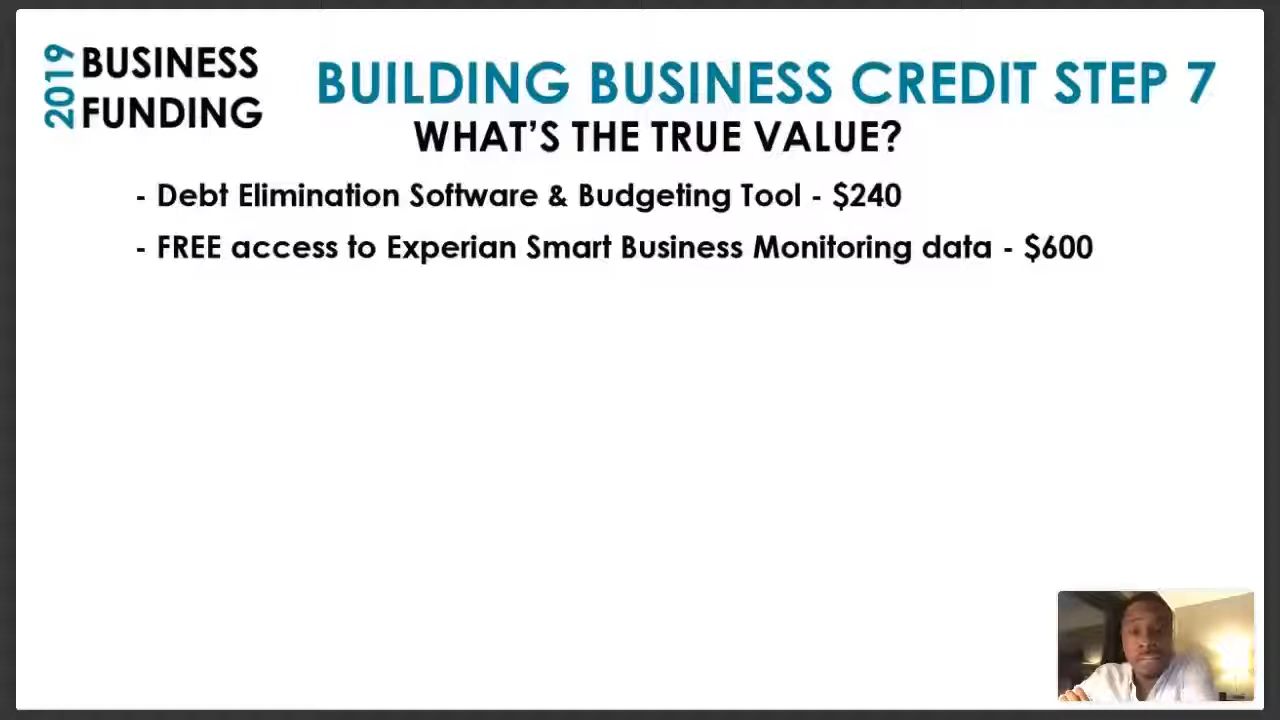 2019
BUSINESS
FUNDING
BUILDING BUSINESS CREDIT STEP 7
WHAT'S THE TRUE VALUE?
- Debt Elimination Software & Budgeting Tool - $240
- FREE access to Experian Smart Business Monitoring data - $600